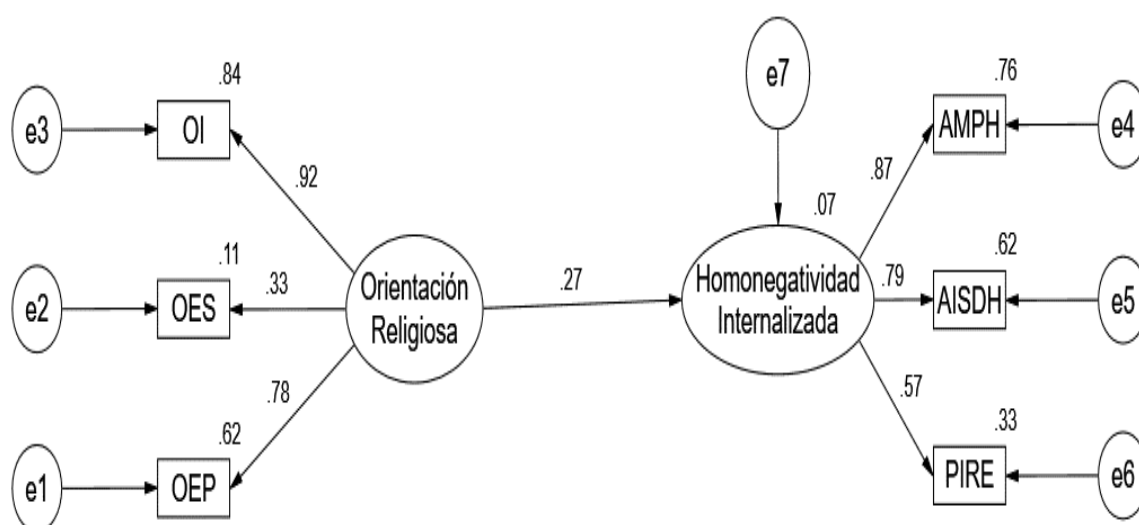 e7
.84
.76
e3
OI
AMPH
e4
.92
.87
.07
.11
.62
e2
OES
.33
Orientación
Religiosa
.27
Homonegatividad
Internalizada
.79
AISDH
e5
.78
.57
.62
.33
e1
OEP
PIRE
e6